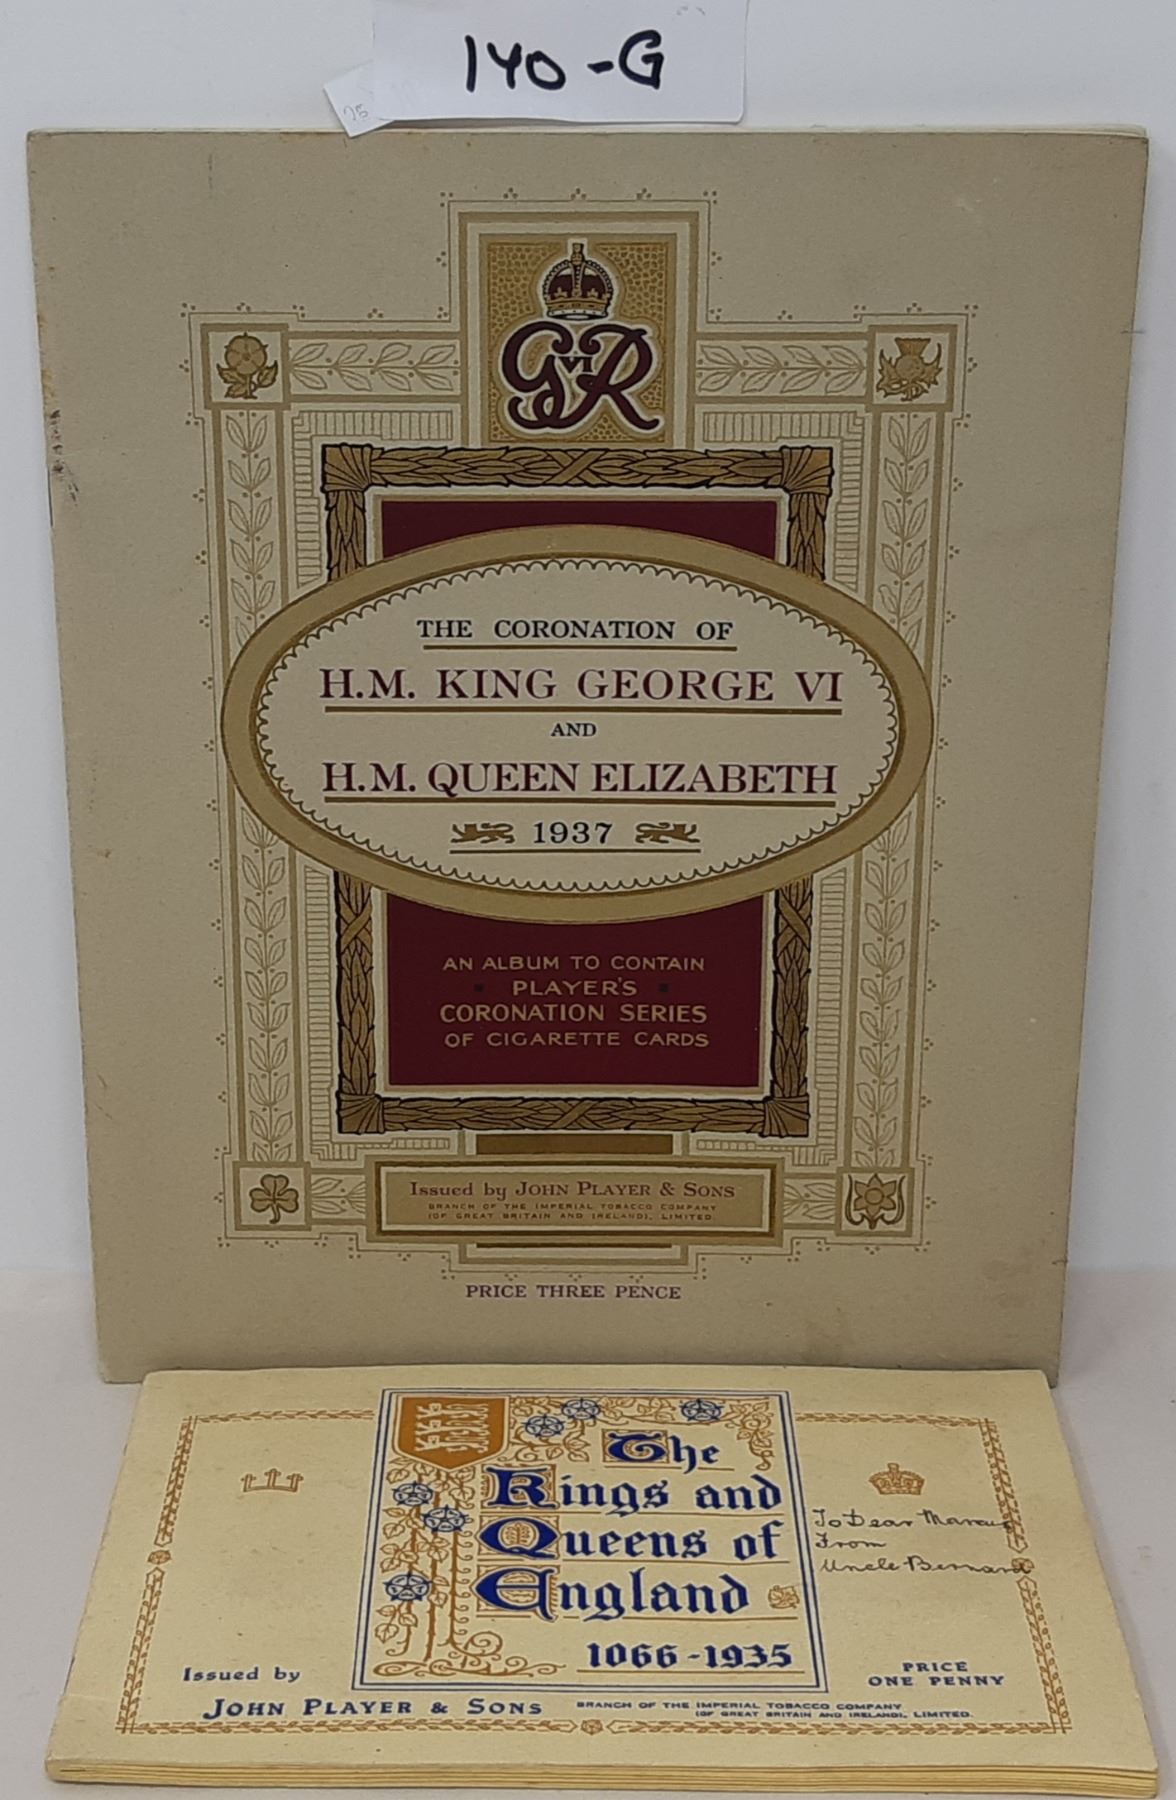 140-G
GviR
THE CORONATION OF
H.M. KING GEORGE VI
AND
H.M. QUEEN ELIZABETH
1937
AN ALBUM TO CONTAIN
PLAYER'S
CORONATION SERIES
OF CIGARETTE CARDS
Issued by JOHN PLAYER & SONS
BRANCH OF THE IMPERIAL TOBACCO COMPANY
(OF GREAT BRITAIN AND IRELAND), LIMITED.
PRICE THREE PENCE
The
Kings and
Queens of
England
1066-1935
To Dear Marcus
From
Uncle Bernard
Issued by
JOHN PLAYER & SONS
BRANCH OF THE IMPERIAL TOBACCO COMPANY
(OF GREAT BRITAIN AND IRELAND), LIMITED.
PRICE
ONE PENNY